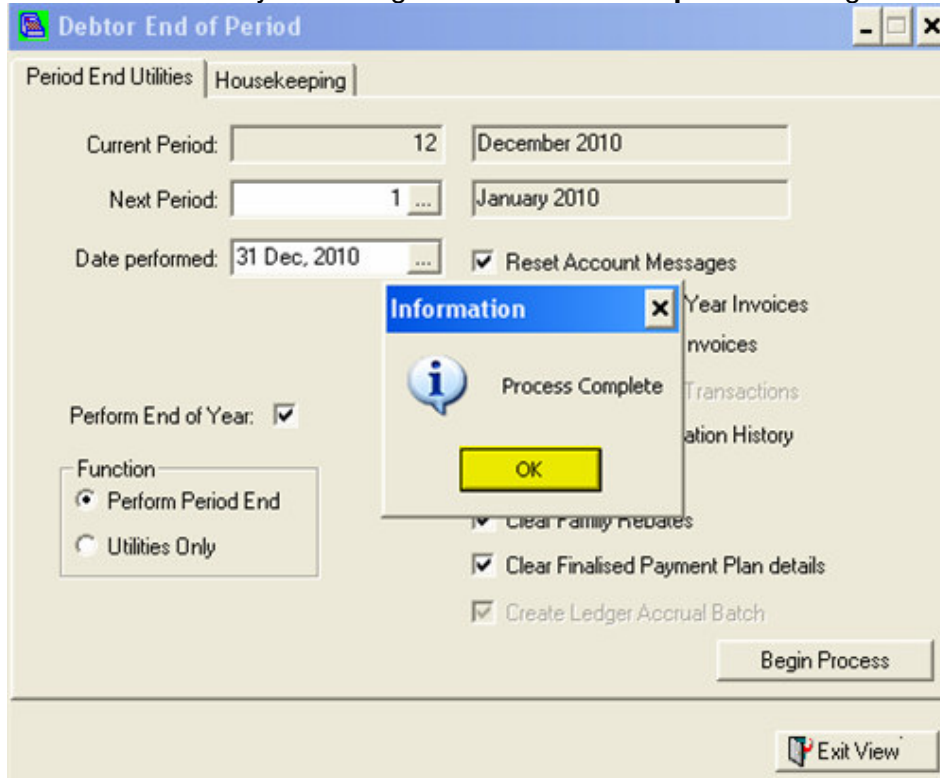 Debtor End of Period
Period End Utilities Housekeeping
Current Period: 12 December 2010
Next Period: 1 ... January 2010
Date performed: 31 Dec, 2010 ... Reset Account Messages
Information
Year Invoices
nvoices
Process Complete
Transactions
ation History
Perform End of Year:
OK
Function
Perform Period End
Clear Family Rebates
Utilities Only
Clear Finalised Payment Plan details
Create Ledger Accrual Batch
Begin Process
Exit View